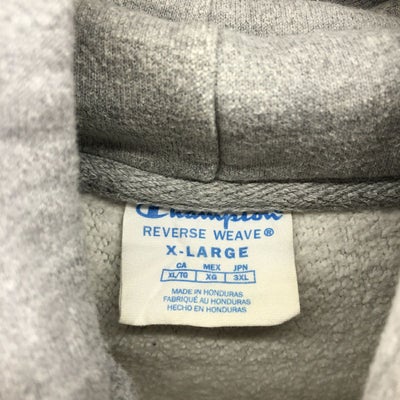 Champion
REVERSE WEAVE®
X-LARGE
CA MEX JPN
XL/TG XG 3XL
MADE IN HONDURAS
FABRIQUÉ AU HONDURAS
HECHO EN HONDURAS